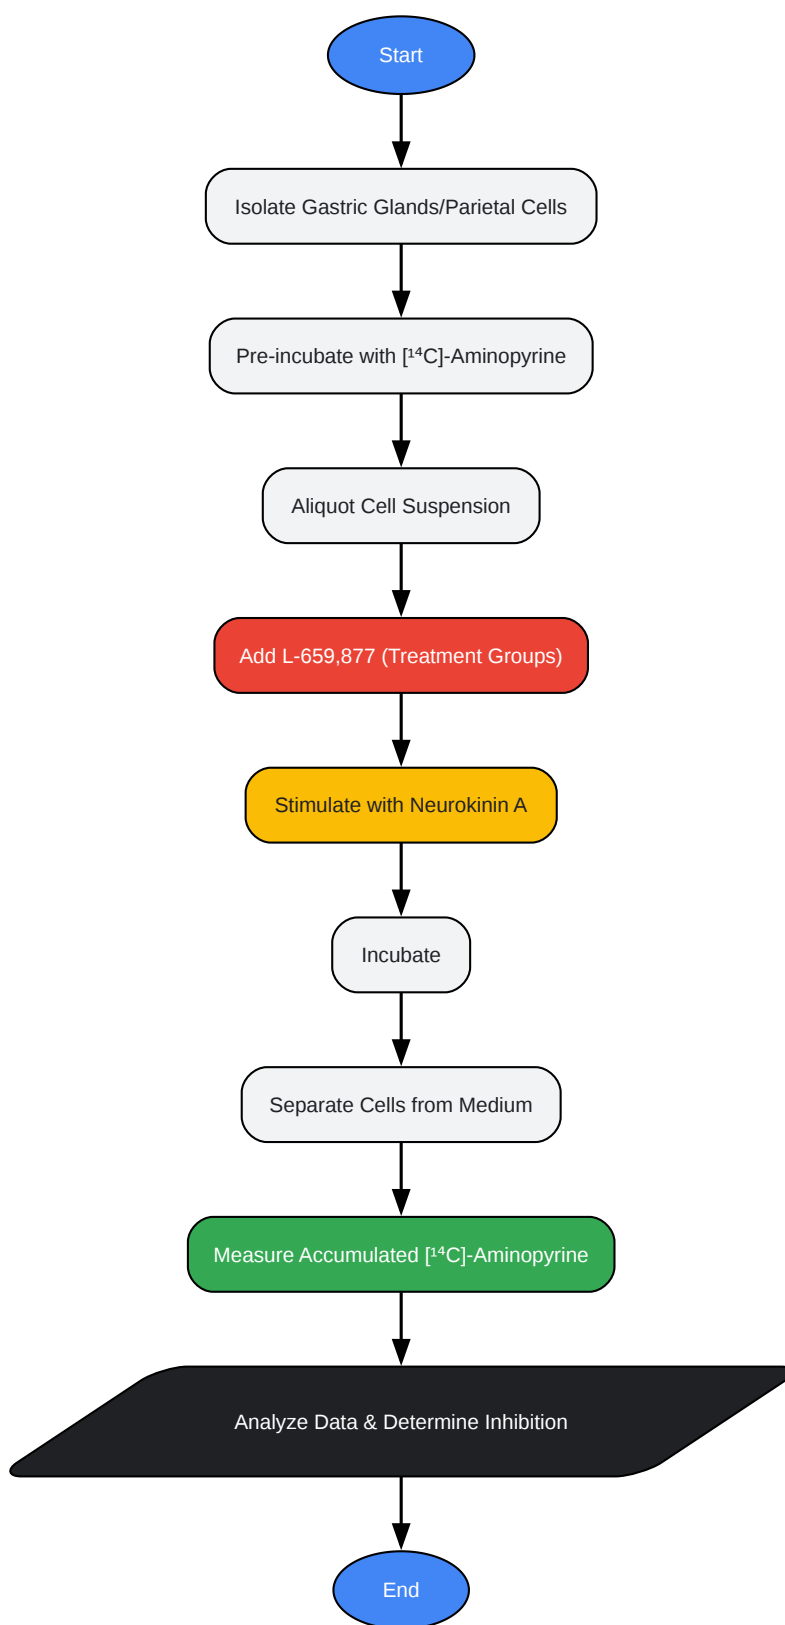 Start
Isolate Gastric Glands/Parietal Cells
Pre-incubate with [¹⁴C]-Aminopyrine
Aliquot Cell Suspension
Add L-659,877 (Treatment Groups)
Stimulate with Neurokinin A
Incubate
Separate Cells from Medium
Measure Accumulated [¹⁴C]-Aminopyrine
Analyze Data & Determine Inhibition
End